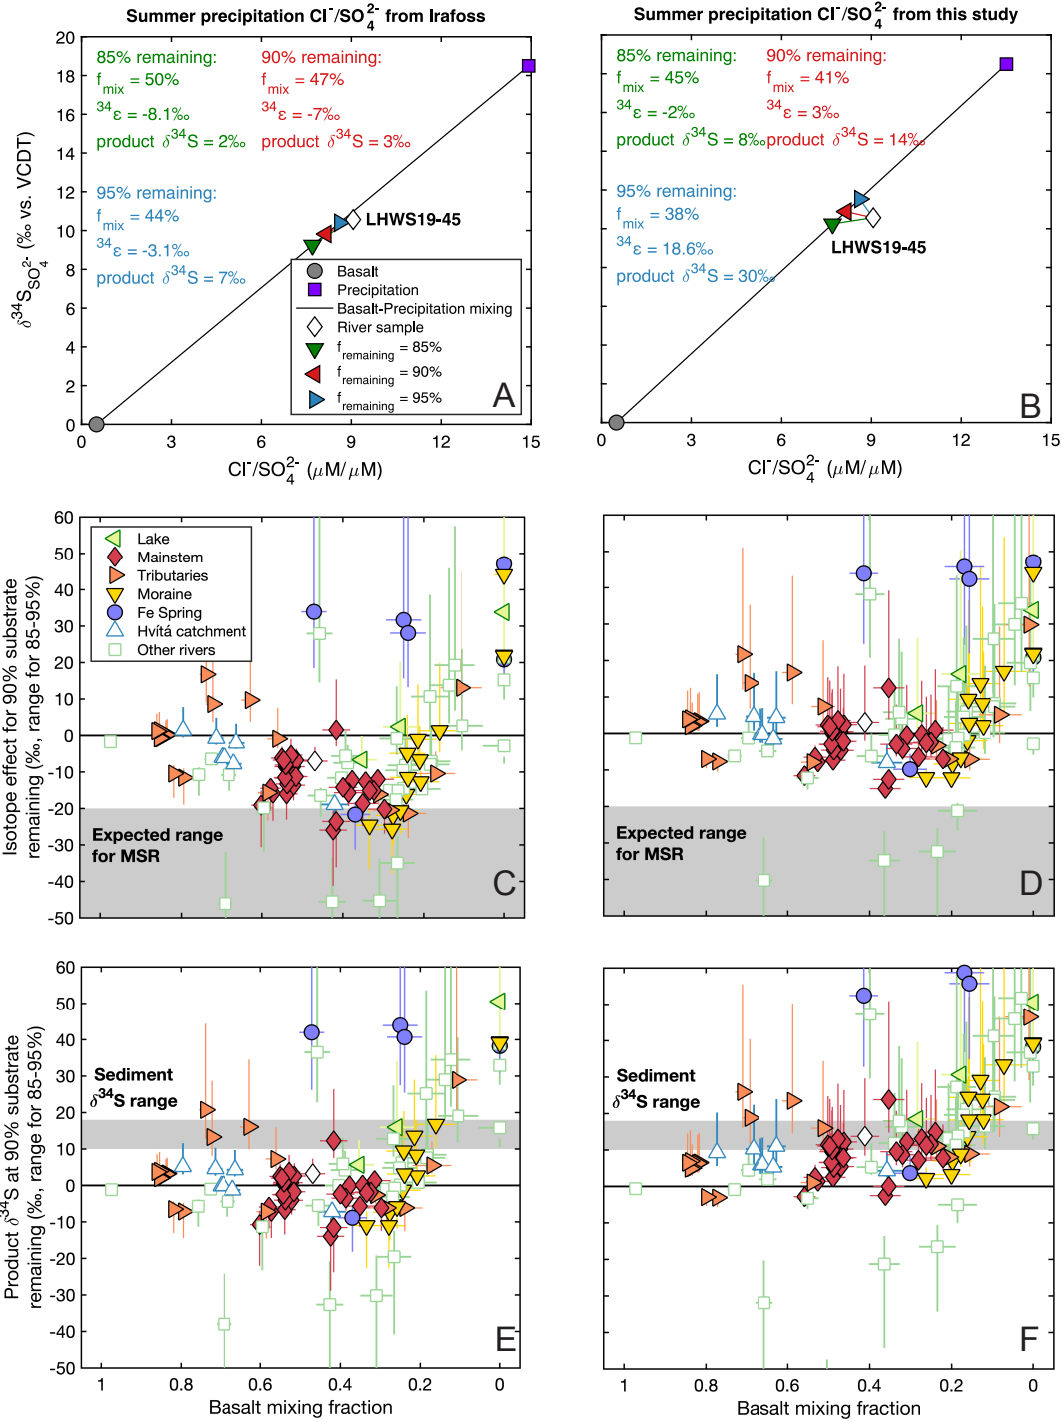 Summer precipitation Cl⁻/SO₄²⁻ from Irafoss
Summer precipitation Cl⁻/SO₄²⁻ from this study
20
18
16
14
12
10
8
6
4
2
0
δ³⁴S_SO₄²⁻ (‰ vs. VCDT)
85% remaining:
f_mix = 50%
³⁴ε = -8.1‰
product δ³⁴S = 2‰
90% remaining:
f_mix = 47%
³⁴ε = -7‰
product δ³⁴S = 3‰
95% remaining:
f_mix = 44%
³⁴ε = -3.1‰
product δ³⁴S = 7‰
LHWS19-45
Basalt
Precipitation
Basalt-Precipitation mixing
River sample
f_remaining = 85%
f_remaining = 90%
f_remaining = 95%
A
0 3 6 9 12 15
Cl⁻/SO₄²⁻ (μM/μM)
85% remaining:
f_mix = 45%
³⁴ε = -2‰
product δ³⁴S = 8‰
90% remaining:
f_mix = 41%
³⁴ε = 3‰
product δ³⁴S = 14‰
95% remaining:
f_mix = 38%
³⁴ε = 18.6‰
product δ³⁴S = 30‰
LHWS19-45
B
0 3 6 9 12 15
Cl⁻/SO₄²⁻ (μM/μM)
Isotope effect for 90% substrate
remaining (‰, range for 85-95%)
60
50
40
30
20
10
0
-10
-20
-30
-40
-50
Lake
Mainstem
Tributaries
Moraine
Fe Spring
Hvítá catchment
Other rivers
Expected range
for MSR
C
Expected range
for MSR
D
Product δ³⁴S at 90% substrate
remaining (‰, range for 85-95%)
60
50
40
30
20
10
0
-10
-20
-30
-40
-50
Sediment
δ³⁴S range
E
1 0.8 0.6 0.4 0.2 0
Basalt mixing fraction
Sediment
δ³⁴S range
F
1 0.8 0.6 0.4 0.2 0
Basalt mixing fraction